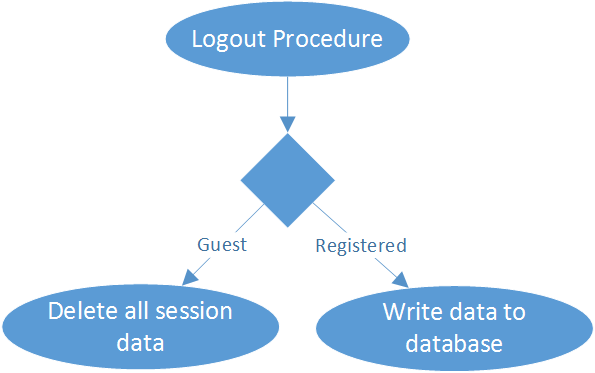 Logout Procedure
Guest
Registered
Delete all session
data
Write data to
database